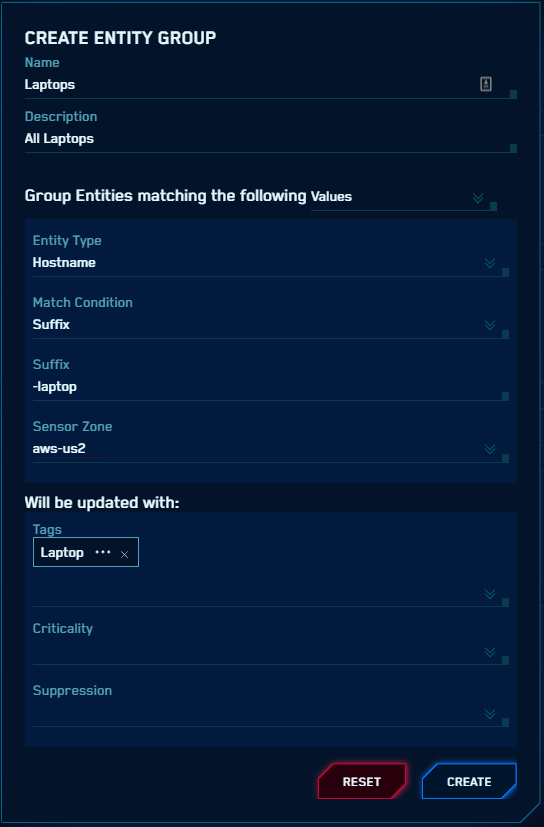 CREATE ENTITY GROUP
Name
Laptops
Description
All Laptops
Group Entities matching the following Values
Entity Type
Hostname
Match Condition
Suffix
Suffix
-laptop
Sensor Zone
aws-us2
Will be updated with:
Tags
Laptop ••• ×
Criticality
Suppression
RESET CREATE